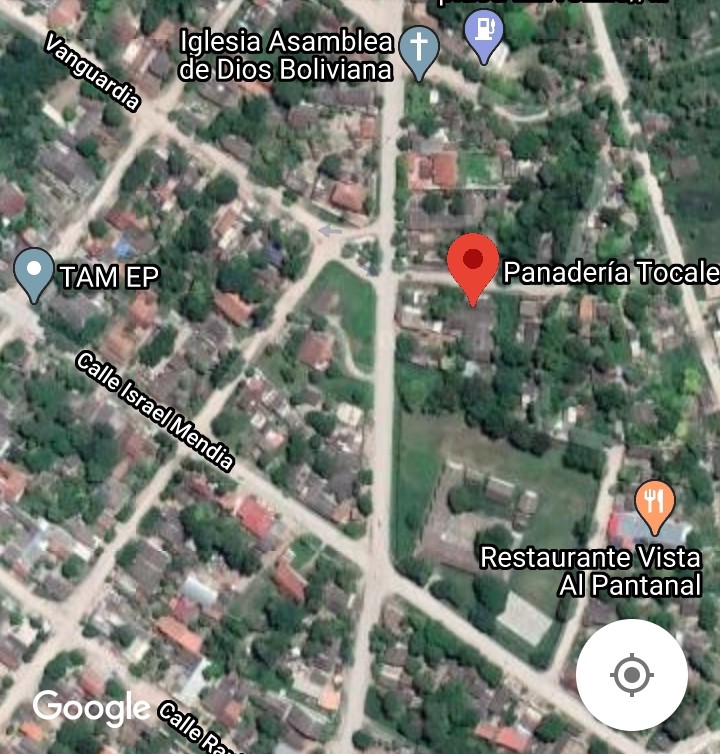 Iglesia Asamblea
de Dios Boliviana
Vanguardia
TAM EP
Panadería Tocale
Calle Israel Mendia
Restaurante Vista
Al Pantanal
Google